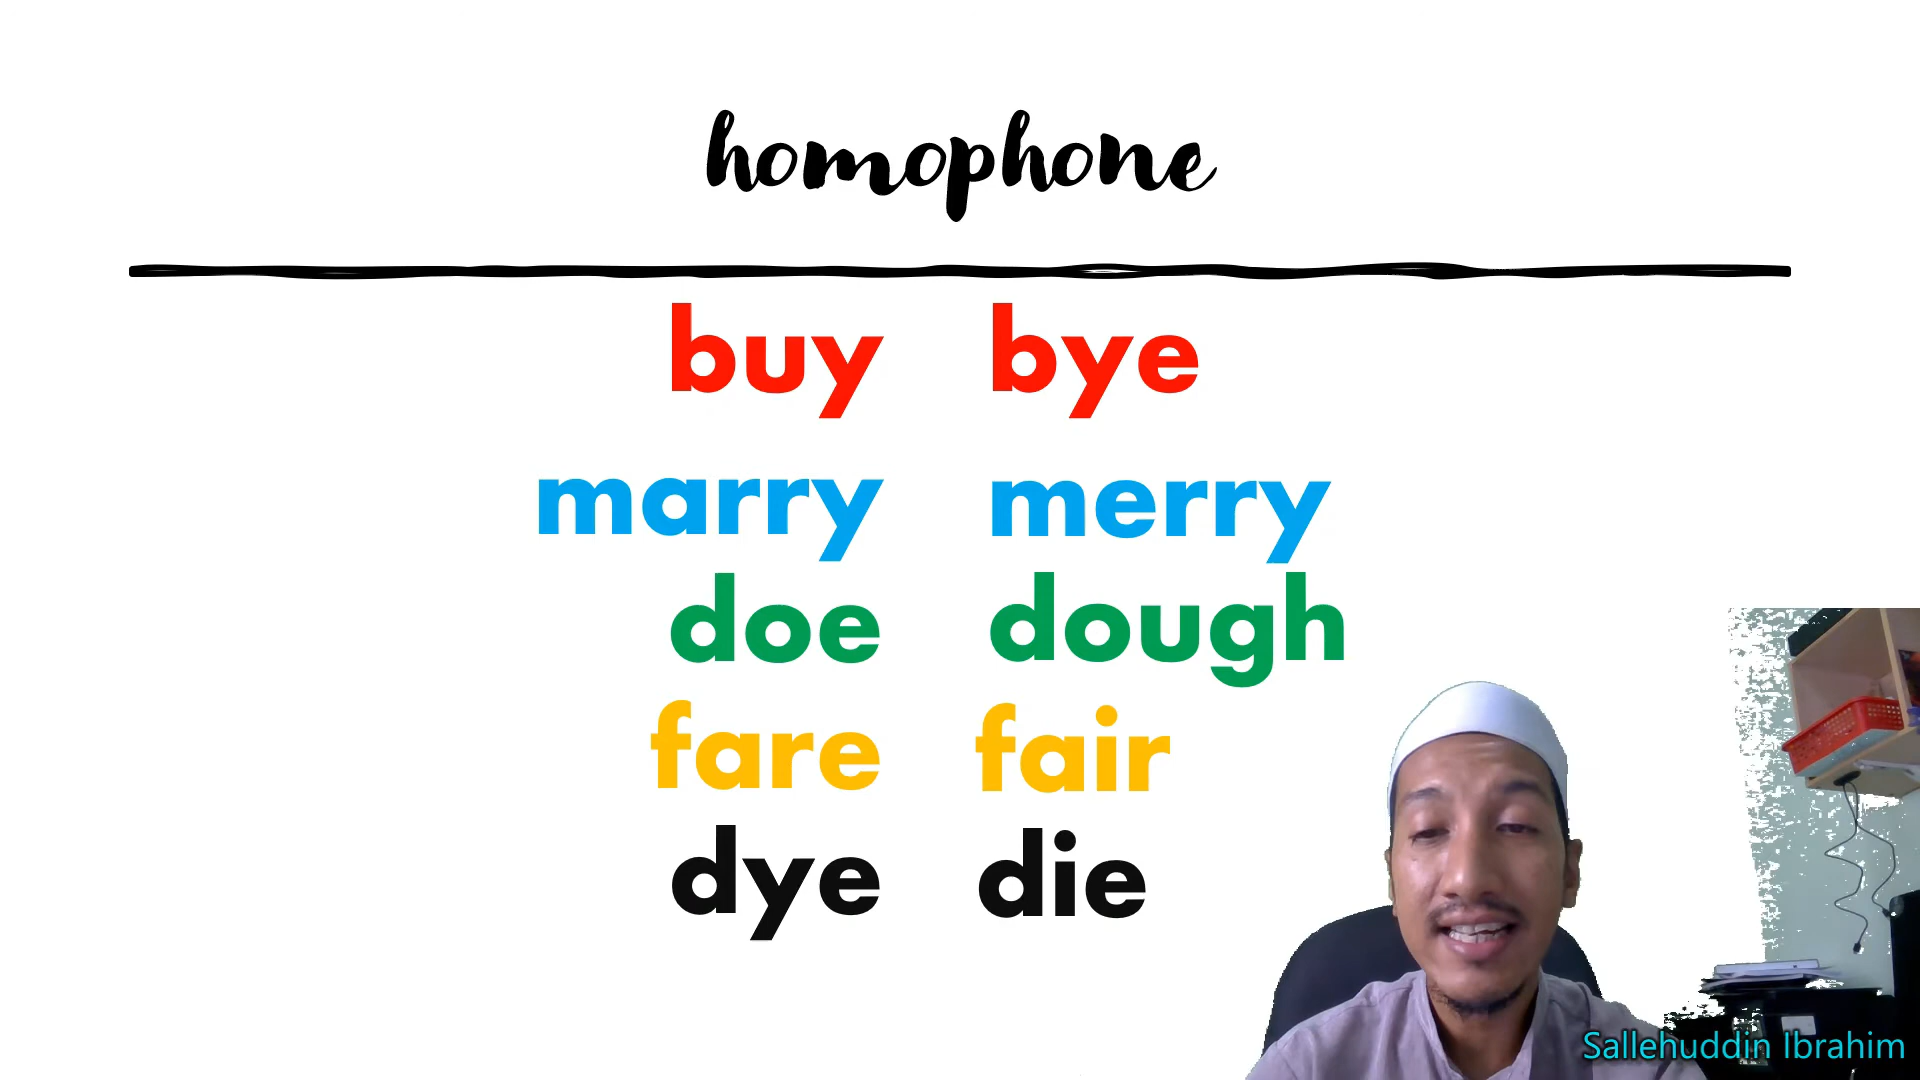 homophone
buy bye
marry merry
doe dough
fare fair
dye die
Sallehuddin Ibrahim